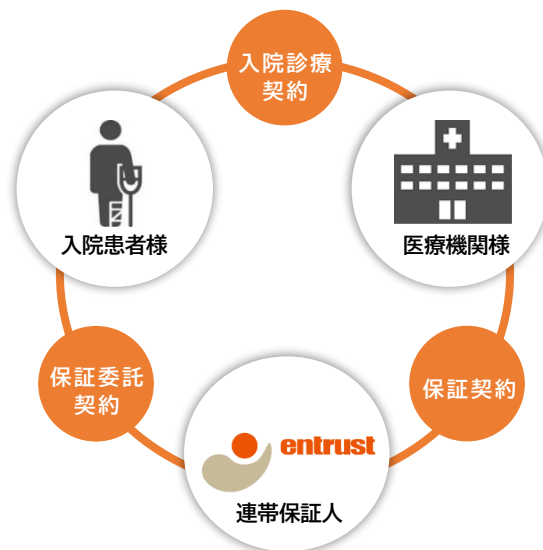 入院診療
契約
入院患者様
医療機関様
保証委託
契約
保証契約
entrust
連帯保証人